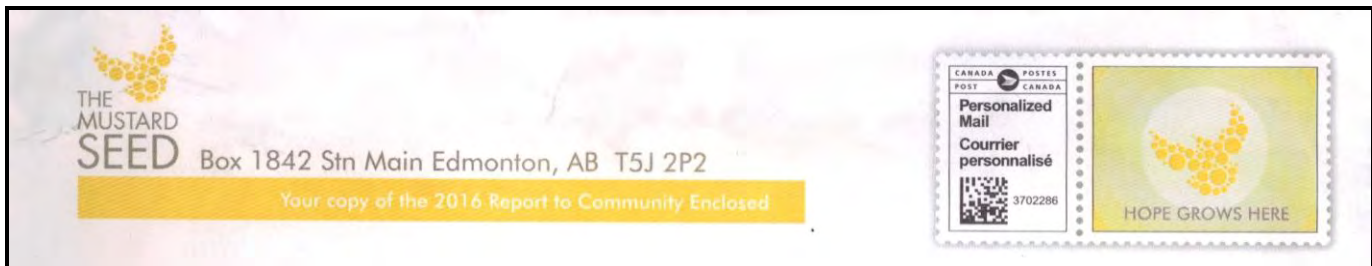 THE
MUSTARD
SEED
Box 1842 Stn Main Edmonton, AB T5J 2P2
Your copy of the 2016 Report to Community Enclosed
CANADA POSTES
POST CANADA
Personalized
Mail
Courrier
personnalisé
3702286
HOPE GROWS HERE